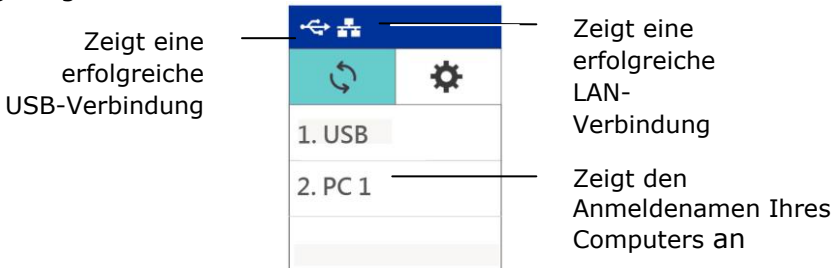 Zeigt eine
erfolgreiche
USB-Verbindung
1. USB
2. PC 1
Zeigt eine
erfolgreiche
LAN-
Verbindung
Zeigt den
Anmeldenamen Ihres
Computers an